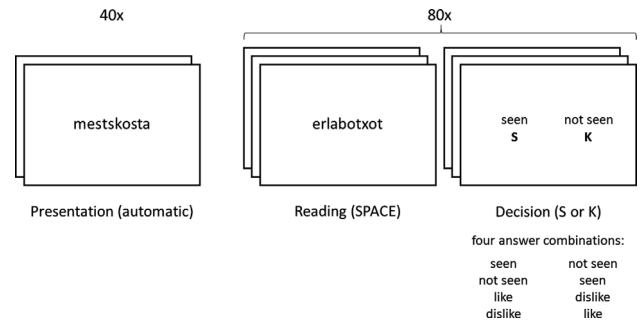 40x
80x
mestskosta
erlabotxot
seen not seen
S K
Presentation (automatic)
Reading (SPACE)
Decision (S or K)
four answer combinations:
seen not seen
not seen seen
like dislike
dislike like